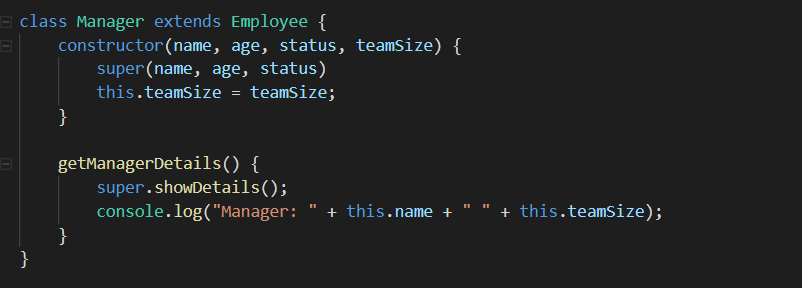 class Manager extends Employee {
    constructor(name, age, status, teamSize) {
        super(name, age, status)
        this.teamSize = teamSize;
    }

    getManagerDetails() {
        super.showDetails();
        console.log("Manager: " + this.name + " " + this.teamSize);
    }
}